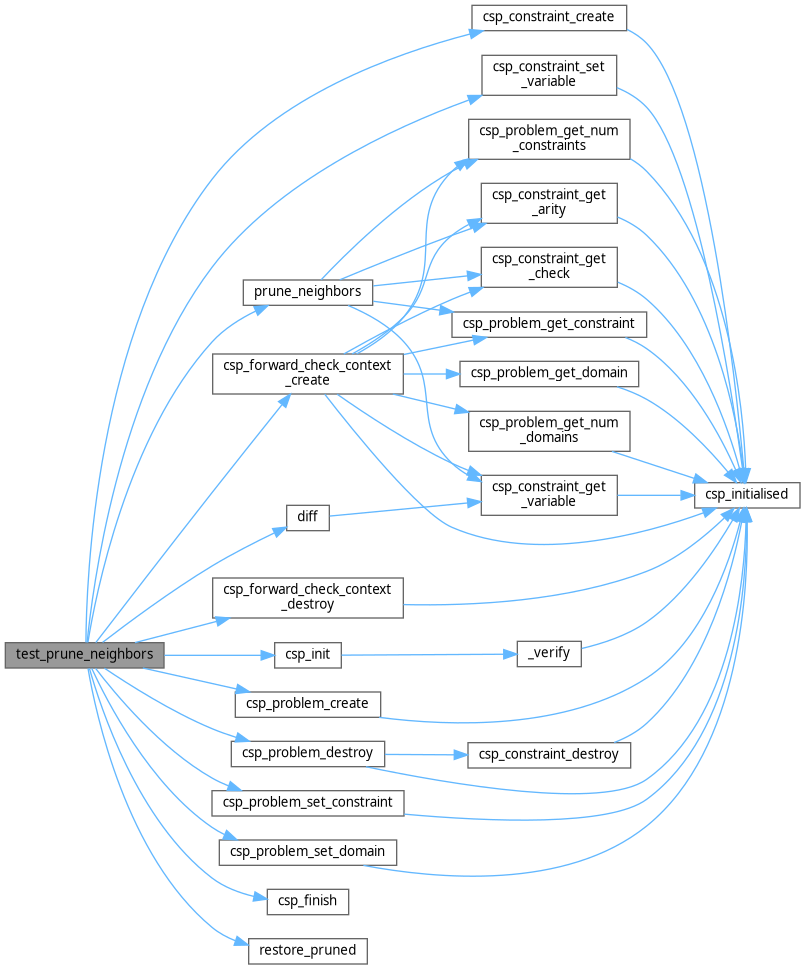 csp_constraint_create
csp_constraint_set
_variable
csp_problem_get_num
_constraints
csp_constraint_get
_arity
csp_constraint_get
_check
prune_neighbors
csp_problem_get_constraint
csp_forward_check_context
_create
csp_problem_get_domain
csp_problem_get_num
_domains
csp_constraint_get
_variable
csp_initialised
diff
csp_forward_check_context
_destroy
test_prune_neighbors
csp_init
_verify
csp_problem_create
csp_problem_destroy
csp_constraint_destroy
csp_problem_set_constraint
csp_problem_set_domain
csp_finish
restore_pruned